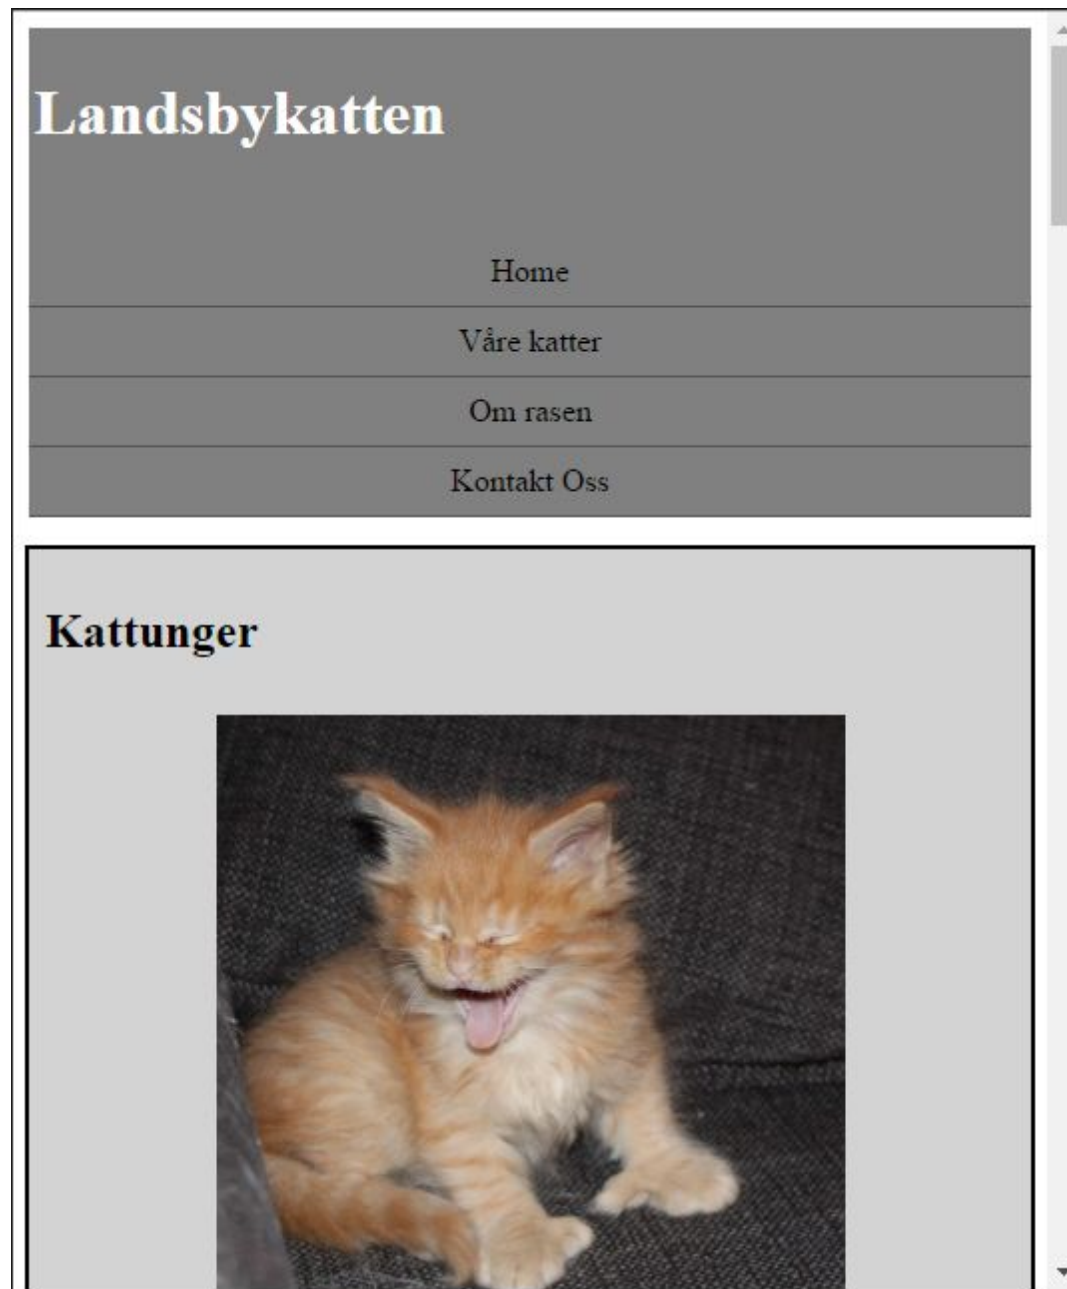 Landsbykatten
Home
Våre katter
Om rasen
Kontakt Oss
Kattunger